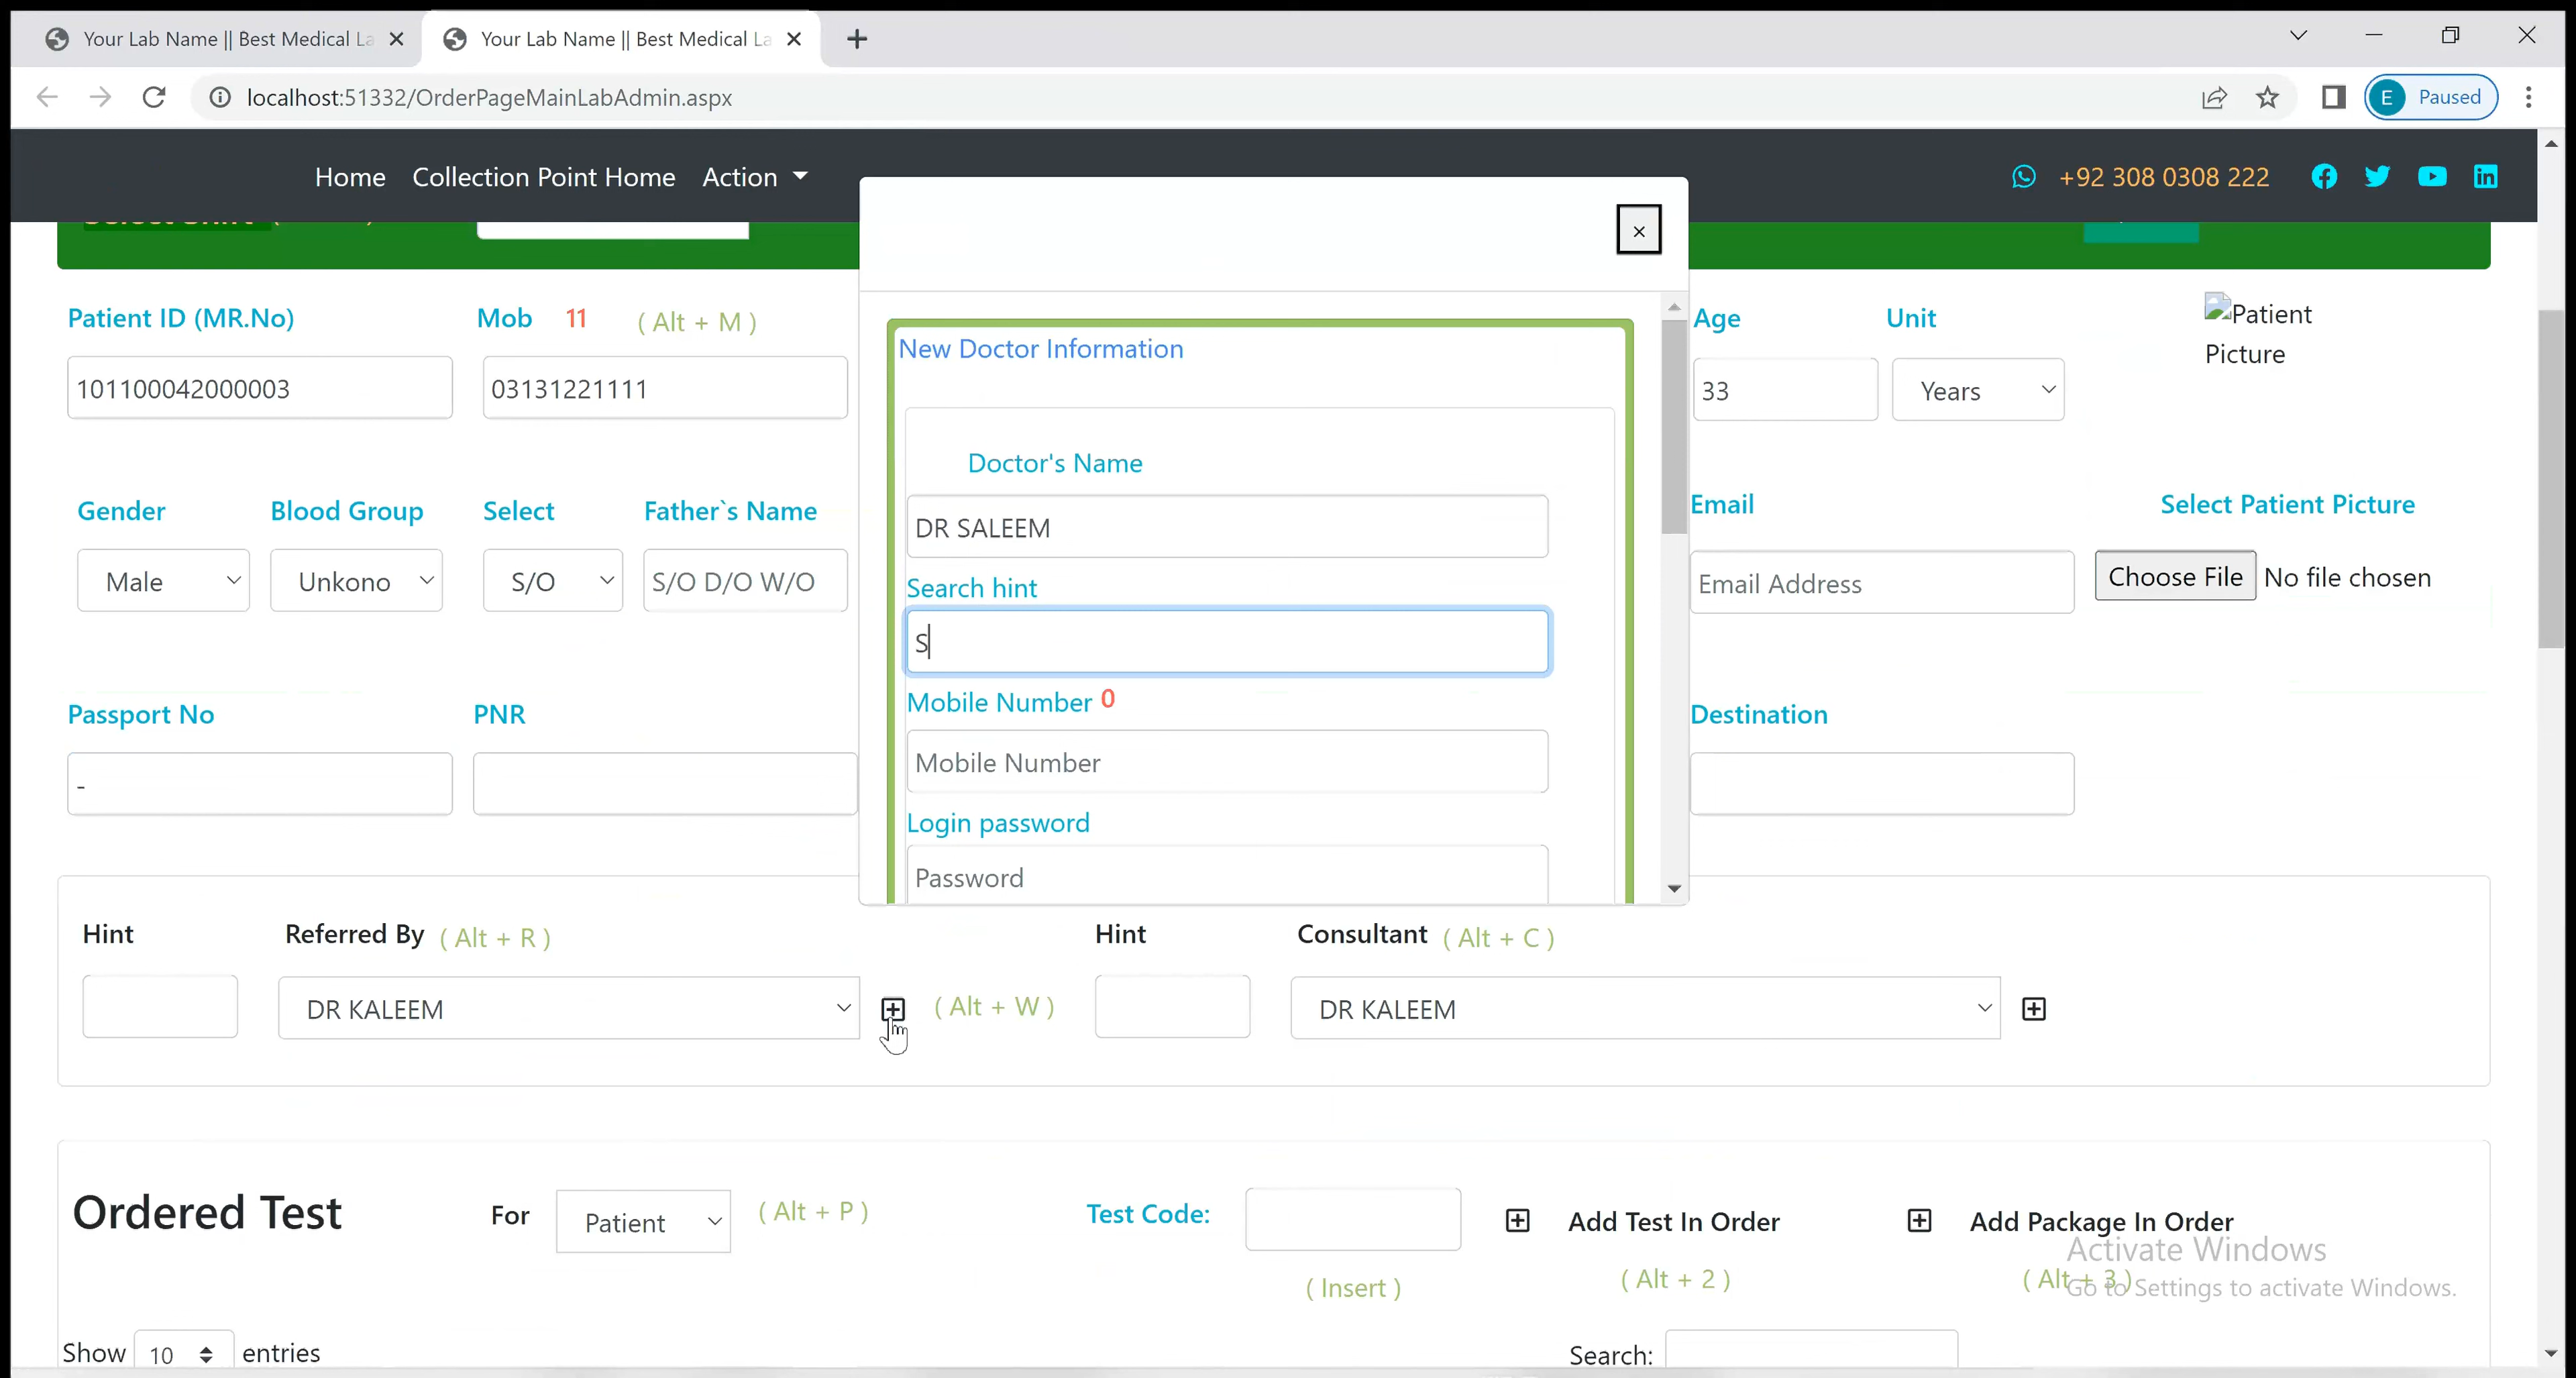 Your Lab Name || Best Medical La
Your Lab Name || Best Medical La
localhost:51332/OrderPageMainLabAdmin.aspx
E Paused
Home Collection Point Home Action
+92 308 0308 222
×
Patient ID (MR.No) Mob 11 ( Alt + M )
Age Unit
Patient Picture
101100042000003 03131221111
33 Years
New Doctor Information
Doctor's Name
DR SALEEM
Search hint
S
Mobile Number 0
Mobile Number
Login password
Password
Gender Blood Group Select Father`s Name
Email Select Patient Picture
Male Unkono S/O S/O D/O W/O
Email Address Choose File No file chosen
Passport No PNR
Destination
-
Hint Referred By ( Alt + R ) Hint Consultant ( Alt + C )
DR KALEEM ( Alt + W ) DR KALEEM
Ordered Test For Patient ( Alt + P ) Test Code: Add Test In Order Add Package In Order
( Insert ) ( Alt + 2 ) ( Alt + 3 )
Activate Windows
Go to Settings to activate Windows.
Show 10 entries Search: